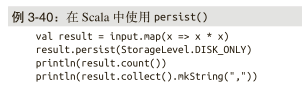 例 3-40：在 Scala 中使用 persist()
val result = input.map(x => x * x)
result.persist(StorageLevel.DISK_ONLY)
println(result.count())
println(result.collect().mkString(","))